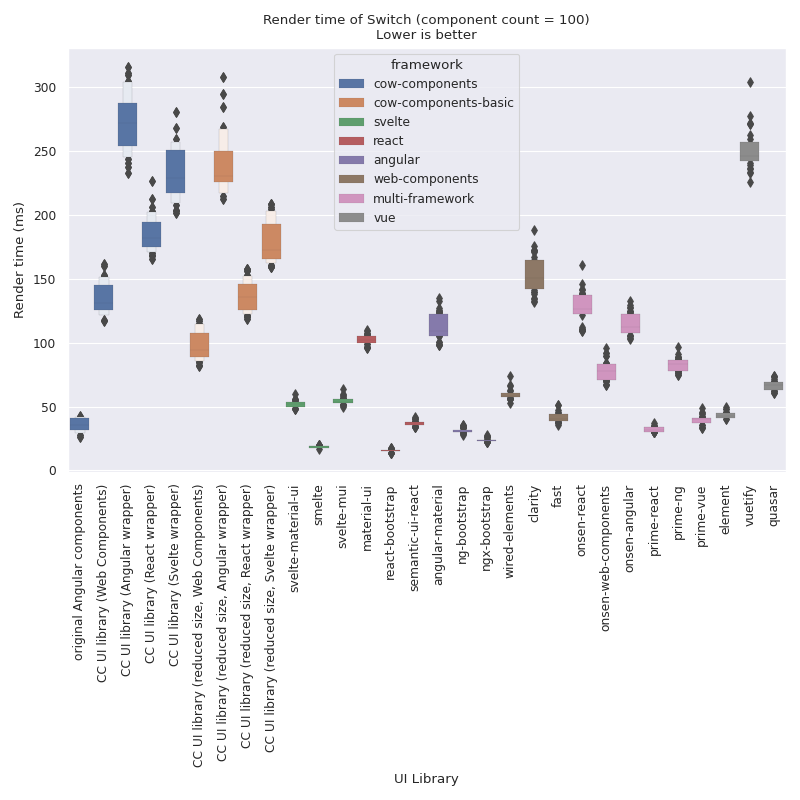 Render time of Switch (component count = 100)
Lower is better
framework
cow-components
cow-components-basic
svelte
react
angular
web-components
multi-framework
vue
Render time (ms)
300
250
200
150
100
50
0
original Angular components
CC UI library (Web Components)
CC UI library (Angular wrapper)
CC UI library (React wrapper)
CC UI library (Svelte wrapper)
CC UI library (reduced size, Web Components)
CC UI library (reduced size, Angular wrapper)
CC UI library (reduced size, React wrapper)
CC UI library (reduced size, Svelte wrapper)
svelte-material-ui
smelte
svelte-mui
material-ui
react-bootstrap
semantic-ui-react
angular-material
ng-bootstrap
ngx-bootstrap
wired-elements
clarity
fast
onsen-react
onsen-web-components
onsen-angular
prime-react
prime-ng
prime-vue
element
vuetify
quasar
UI Library